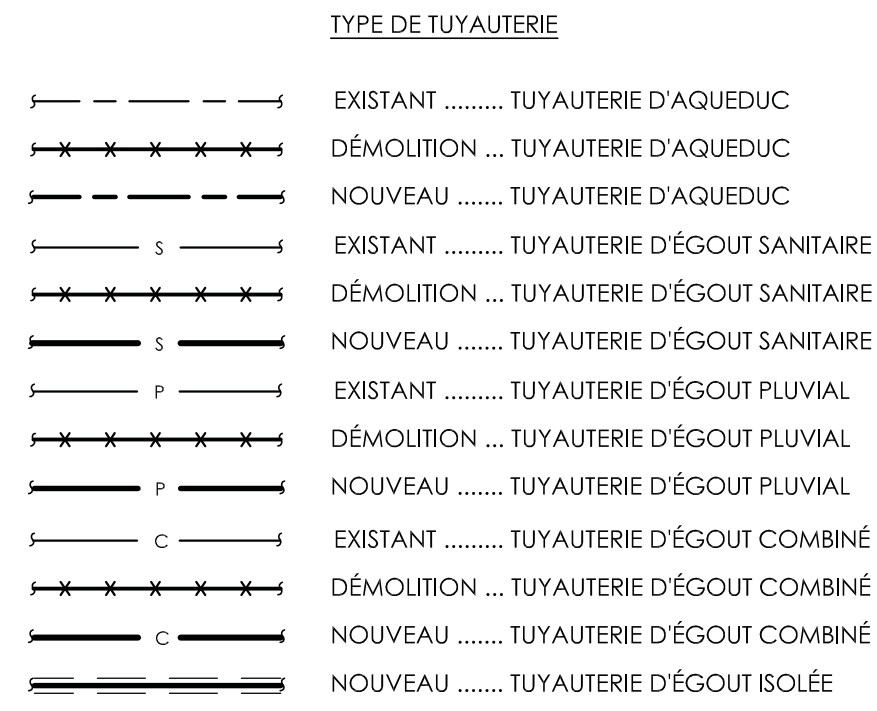 TYPE DE TUYAUTERIE
EXISTANT ......... TUYAUTERIE D'AQUEDUC
X X X X X DÉMOLITION ... TUYAUTERIE D'AQUEDUC
NOUVEAU ....... TUYAUTERIE D'AQUEDUC
S EXISTANT ......... TUYAUTERIE D'ÉGOUT SANITAIRE
X X X X X DÉMOLITION ... TUYAUTERIE D'ÉGOUT SANITAIRE
S NOUVEAU ....... TUYAUTERIE D'ÉGOUT SANITAIRE
P EXISTANT ......... TUYAUTERIE D'ÉGOUT PLUVIAL
X X X X X DÉMOLITION ... TUYAUTERIE D'ÉGOUT PLUVIAL
P NOUVEAU ....... TUYAUTERIE D'ÉGOUT PLUVIAL
C EXISTANT ......... TUYAUTERIE D'ÉGOUT COMBINÉ
X X X X X DÉMOLITION ... TUYAUTERIE D'ÉGOUT COMBINÉ
C NOUVEAU ....... TUYAUTERIE D'ÉGOUT COMBINÉ
NOUVEAU ....... TUYAUTERIE D'ÉGOUT ISOLÉE